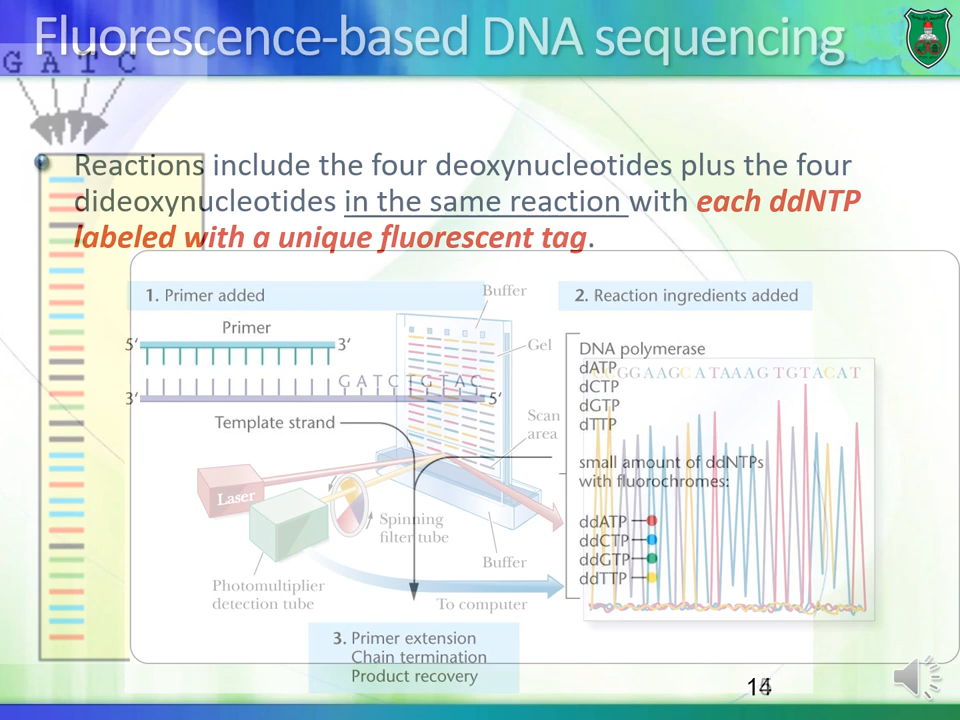 Fluorescence-based DNA sequencing
G A T C
Reactions include the four deoxynucleotides plus the four
dideoxynucleotides in the same reaction with each ddNTP
labeled with a unique fluorescent tag.
1. Primer added
Buffer
2. Reaction ingredients added
Primer
5‘
3‘
Gel
GATCTGTAC
3‘
5‘
Template strand
Scan
area
DNA polymerase
dATP
dCTP
dGTP
dTTP
GGAAGCATAAAGTGTACAT
small amount of ddNTPs
with fluorochromes:
ddATP
ddCTP
ddGTP
ddTTP
Laser
Spinning
filter tube
Buffer
Photomultiplier
detection tube
To computer
3. Primer extension
Chain termination
Product recovery